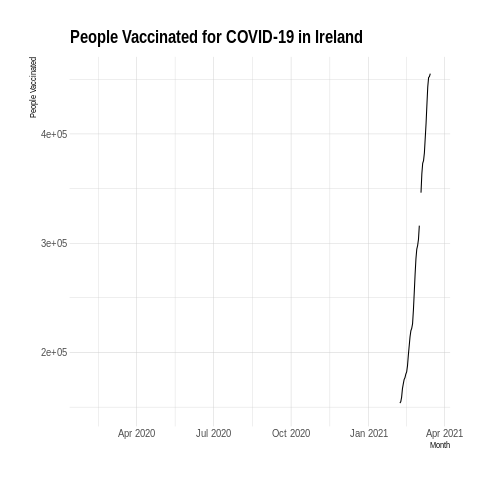 People Vaccinated for COVID-19 in Ireland
People Vaccinated
4e+05
3e+05
2e+05
Apr 2020 Jul 2020 Oct 2020 Jan 2021 Apr 2021
Month